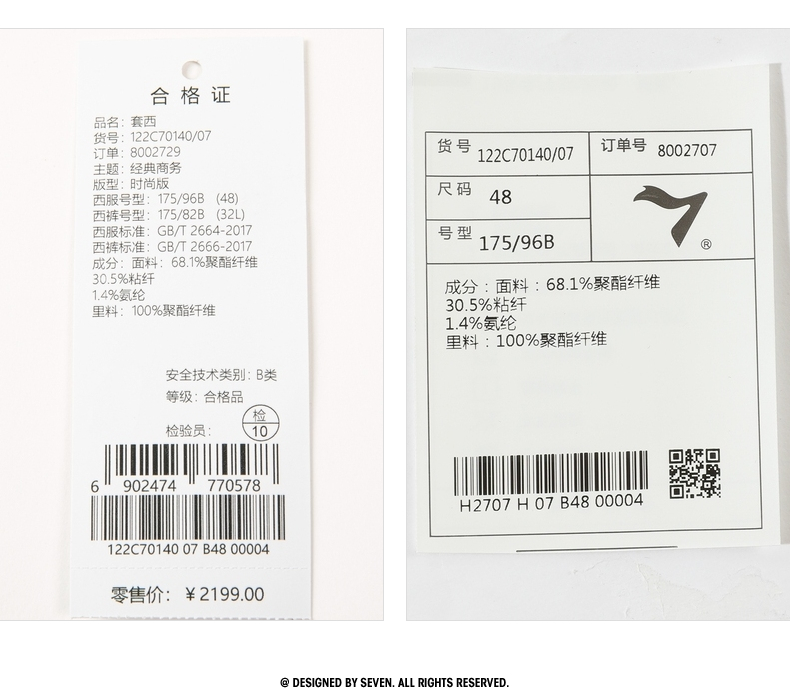 合格证
品名：套西
货号：122C70140/07
订单：8002729
主题：经典商务
版型：时尚版
西服号型：175/96B （48）
西裤号型：175/82B （32L）
西服标准：GB/T 2664-2017
西裤标准：GB/T 2666-2017
成分：面料：68.1%聚酯纤维
30.5%粘纤
1.4%氨纶
里料：100%聚酯纤维
安全技术类别：B类
等级：合格品
检验员：
检
10
6 902474 770578
122C70140 07 B48 00004
零售价：￥2199.00
货号 122C70140/07
订单号 8002707
尺码 48
号型 175/96B
®
成分：面料：68.1%聚酯纤维
30.5%粘纤
1.4%氨纶
里料：100%聚酯纤维
H2707 H 07 B48 00004
@ DESIGNED BY SEVEN. ALL RIGHTS RESERVED.